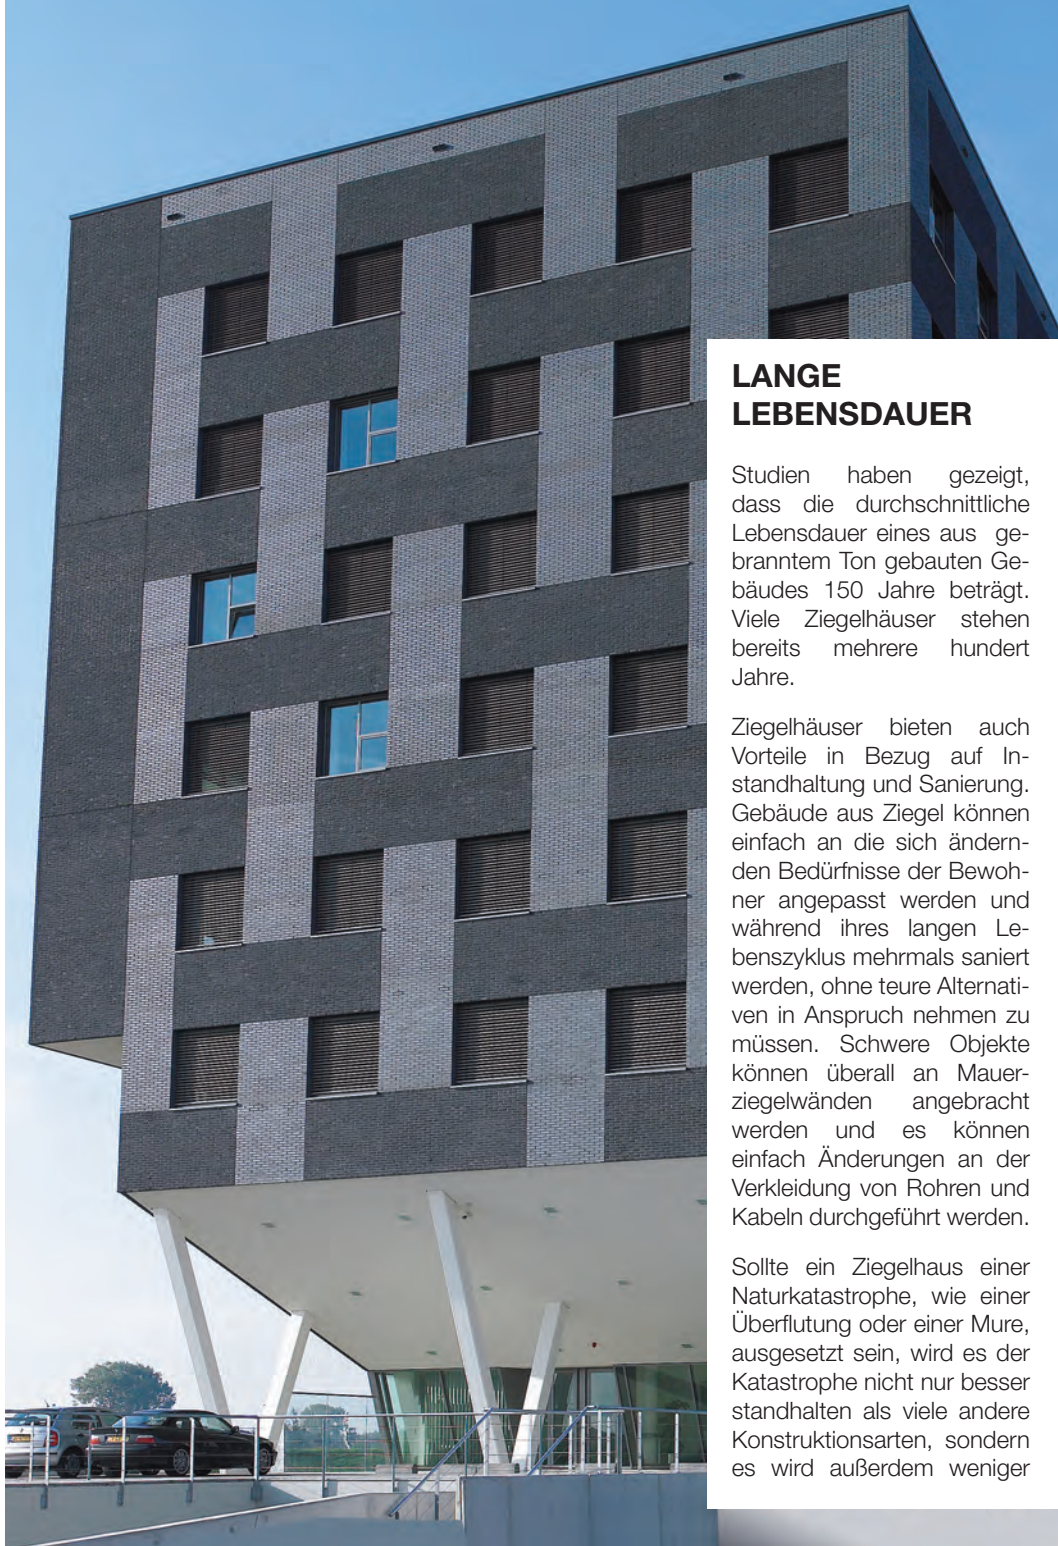 LANGE
LEBENSDAUER
Studien haben gezeigt,
dass die durchschnittliche
Lebensdauer eines aus ge-
branntem Ton gebauten Ge-
bäudes 150 Jahre beträgt.
Viele Ziegelhäuser stehen
bereits mehrere hundert
Jahre.
Ziegelhäuser bieten auch
Vorteile in Bezug auf In-
standhaltung und Sanierung.
Gebäude aus Ziegel können
einfach an die sich ändern-
den Bedürfnisse der Bewoh-
ner angepasst werden und
während ihres langen Le-
benszyklus mehrmals saniert
werden, ohne teure Alternati-
ven in Anspruch nehmen zu
müssen. Schwere Objekte
können überall an Mauer-
ziegelwänden angebracht
werden und es können
einfach Änderungen an der
Verkleidung von Rohren und
Kabeln durchgeführt werden.
Sollte ein Ziegelhaus einer
Naturkatastrophe, wie einer
Überflutung oder einer Mure,
ausgesetzt sein, wird es der
Katastrophe nicht nur besser
standhalten als viele andere
Konstruktionsarten, sondern
es wird außerdem weniger